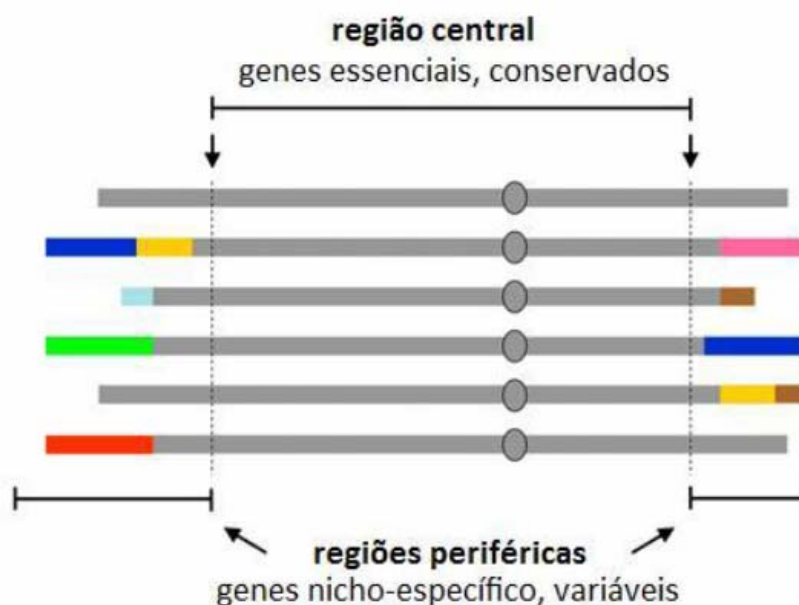 região central
genes essenciais, conservados
regiões periféricas
genes nicho-específico, variáveis